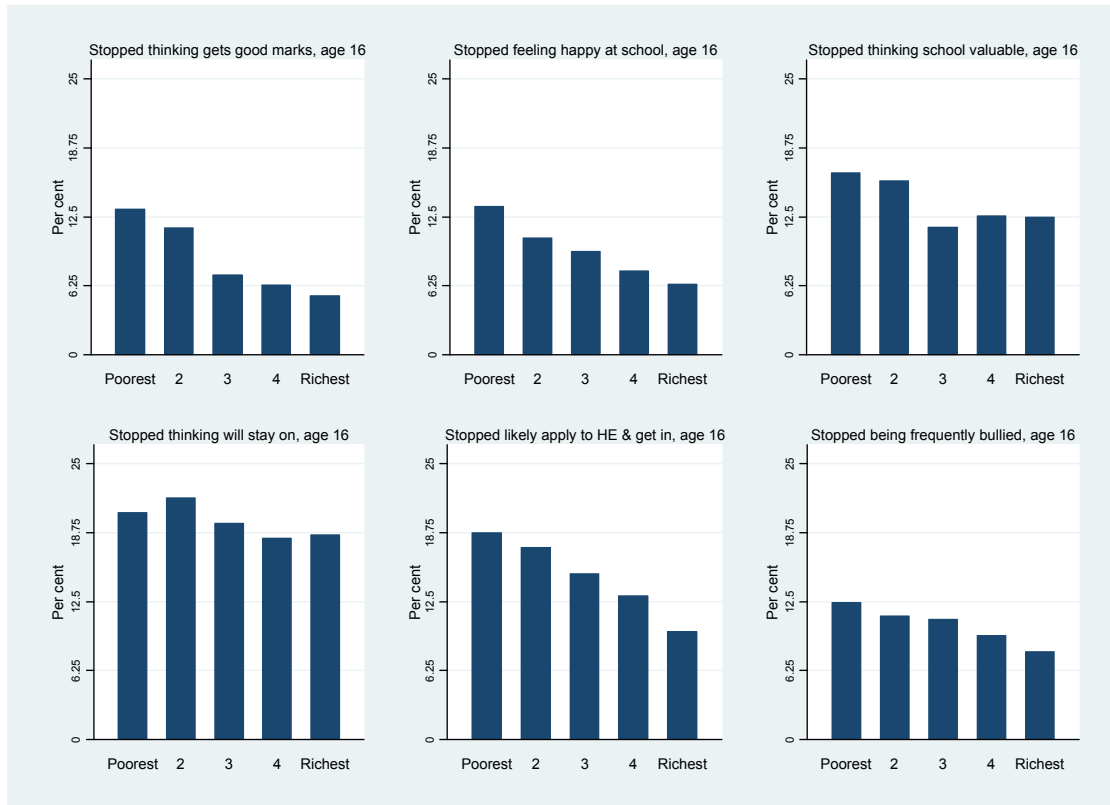 Stopped thinking gets good marks, age 16
Per cent
25
18.75
12.5
6.25
0
Poorest 2 3 4 Richest
Stopped feeling happy at school, age 16
Per cent
25
18.75
12.5
6.25
0
Poorest 2 3 4 Richest
Stopped thinking school valuable, age 16
Per cent
25
18.75
12.5
6.25
0
Poorest 2 3 4 Richest
Stopped thinking will stay on, age 16
Per cent
25
18.75
12.5
6.25
0
Poorest 2 3 4 Richest
Stopped likely apply to HE & get in, age 16
Per cent
25
18.75
12.5
6.25
0
Poorest 2 3 4 Richest
Stopped being frequently bullied, age 16
Per cent
25
18.75
12.5
6.25
0
Poorest 2 3 4 Richest